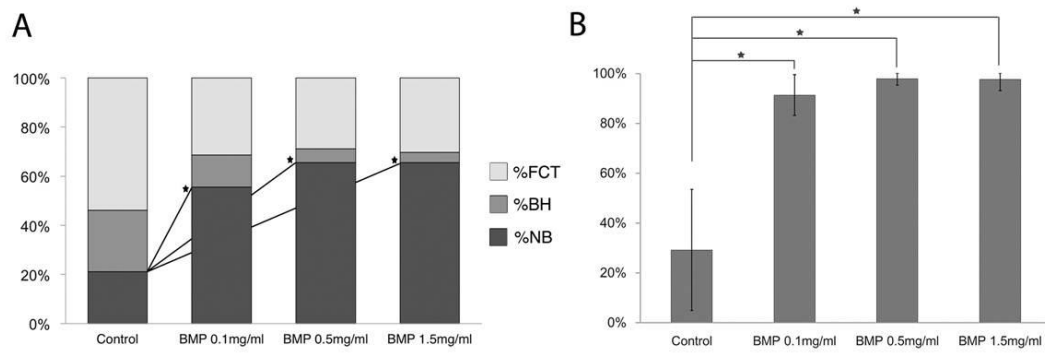 A
100%
80%
60%
40%
20%
0%
Control
BMP 0.1mg/ml
BMP 0.5mg/ml
BMP 1.5mg/ml
%FCT
%BH
%NB
B
100%
80%
60%
40%
20%
0%
Control
BMP 0.1mg/ml
BMP 0.5mg/ml
BMP 1.5mg/ml